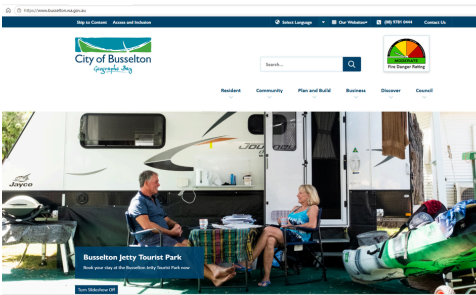 https://www.busselton.wa.gov.au
Skip to Content Access and Inclusion
Select Language Our Websites (08) 9781 0444 Contact Us
City of Busselton
Geographe Bay
Search...
MODERATE
Fire Danger Rating
Resident Community Plan and Build Business Discover Council
Journey
Jayco
Busselton Jetty Tourist Park
Book your stay at the Busselton Jetty Tourist Park now
Turn Slideshow Off